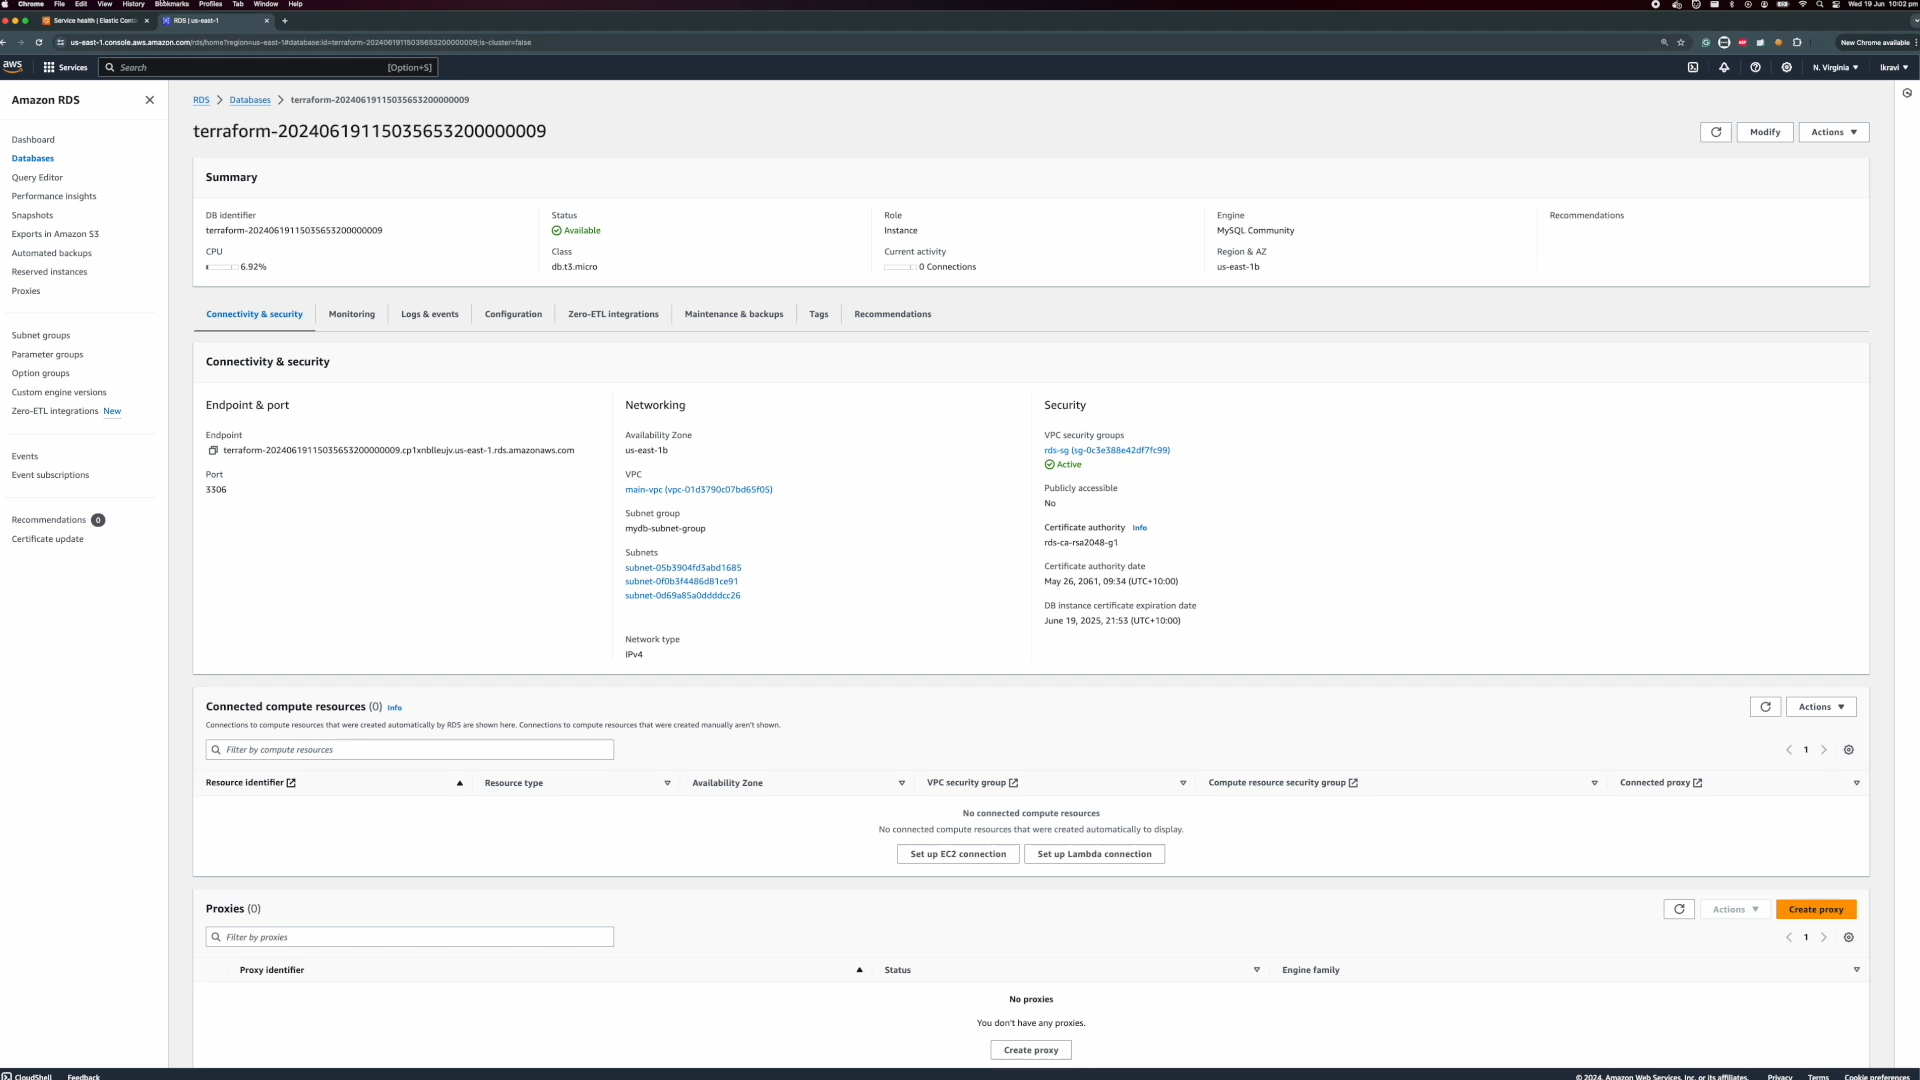 Chrome File Edit View History Bookmarks Profiles Tab Window Help
Wed 19 Jun 10:02 pm
Service health | Elastic Conta
RDS | us-east-1
us-east-1.console.aws.amazon.com/rds/home?region=us-east-1#database:id=terraform-20240619115035653200000009;is-cluster=false
New Chrome available
aws Services Search [Option+S]
N. Virginia lkravi
Amazon RDS
Dashboard
Databases
Query Editor
Performance insights
Snapshots
Exports in Amazon S3
Automated backups
Reserved instances
Proxies
Subnet groups
Parameter groups
Option groups
Custom engine versions
Zero-ETL integrations New
Events
Event subscriptions
Recommendations 0
Certificate update
RDS > Databases > terraform-20240619115035653200000009
terraform-20240619115035653200000009
Modify
Actions
Summary
DB identifier
terraform-20240619115035653200000009
CPU
6.92%
Status
Available
Class
db.t3.micro
Role
Instance
Current activity
0 Connections
Engine
MySQL Community
Region & AZ
us-east-1b
Recommendations
Connectivity & security
Monitoring
Logs & events
Configuration
Zero-ETL integrations
Maintenance & backups
Tags
Recommendations
Connectivity & security
Endpoint & port
Endpoint
terraform-20240619115035653200000009.cp1xnblleujv.us-east-1.rds.amazonaws.com
Port
3306
Networking
Availability Zone
us-east-1b
VPC
main-vpc (vpc-01d3790c07bd65f05)
Subnet group
mydb-subnet-group
Subnets
subnet-05b3904fd3abd1685
subnet-0f0b3f4486d81ce91
subnet-0d69a85a0ddddcc26
Network type
IPv4
Security
VPC security groups
rds-sg (sg-0c3e388e42df7fc99)
Active
Publicly accessible
No
Certificate authority Info
rds-ca-rsa2048-g1
Certificate authority date
May 26, 2061, 09:34 (UTC+10:00)
DB instance certificate expiration date
June 19, 2025, 21:53 (UTC+10:00)
Connected compute resources (0) Info
Actions
Connections to compute resources that were created automatically by RDS are shown here. Connections to compute resources that were created manually aren't shown.
Filter by compute resources
1
Resource identifier
Resource type
Availability Zone
VPC security group
Compute resource security group
Connected proxy
No connected compute resources
No connected compute resources that were created automatically to display.
Set up EC2 connection
Set up Lambda connection
Proxies (0)
Actions
Create proxy
Filter by proxies
1
Proxy identifier
Status
Engine family
No proxies
You don't have any proxies.
Create proxy
CloudShell Feedback
© 2024, Amazon Web Services, Inc. or its affiliates. Privacy Terms Cookie preferences